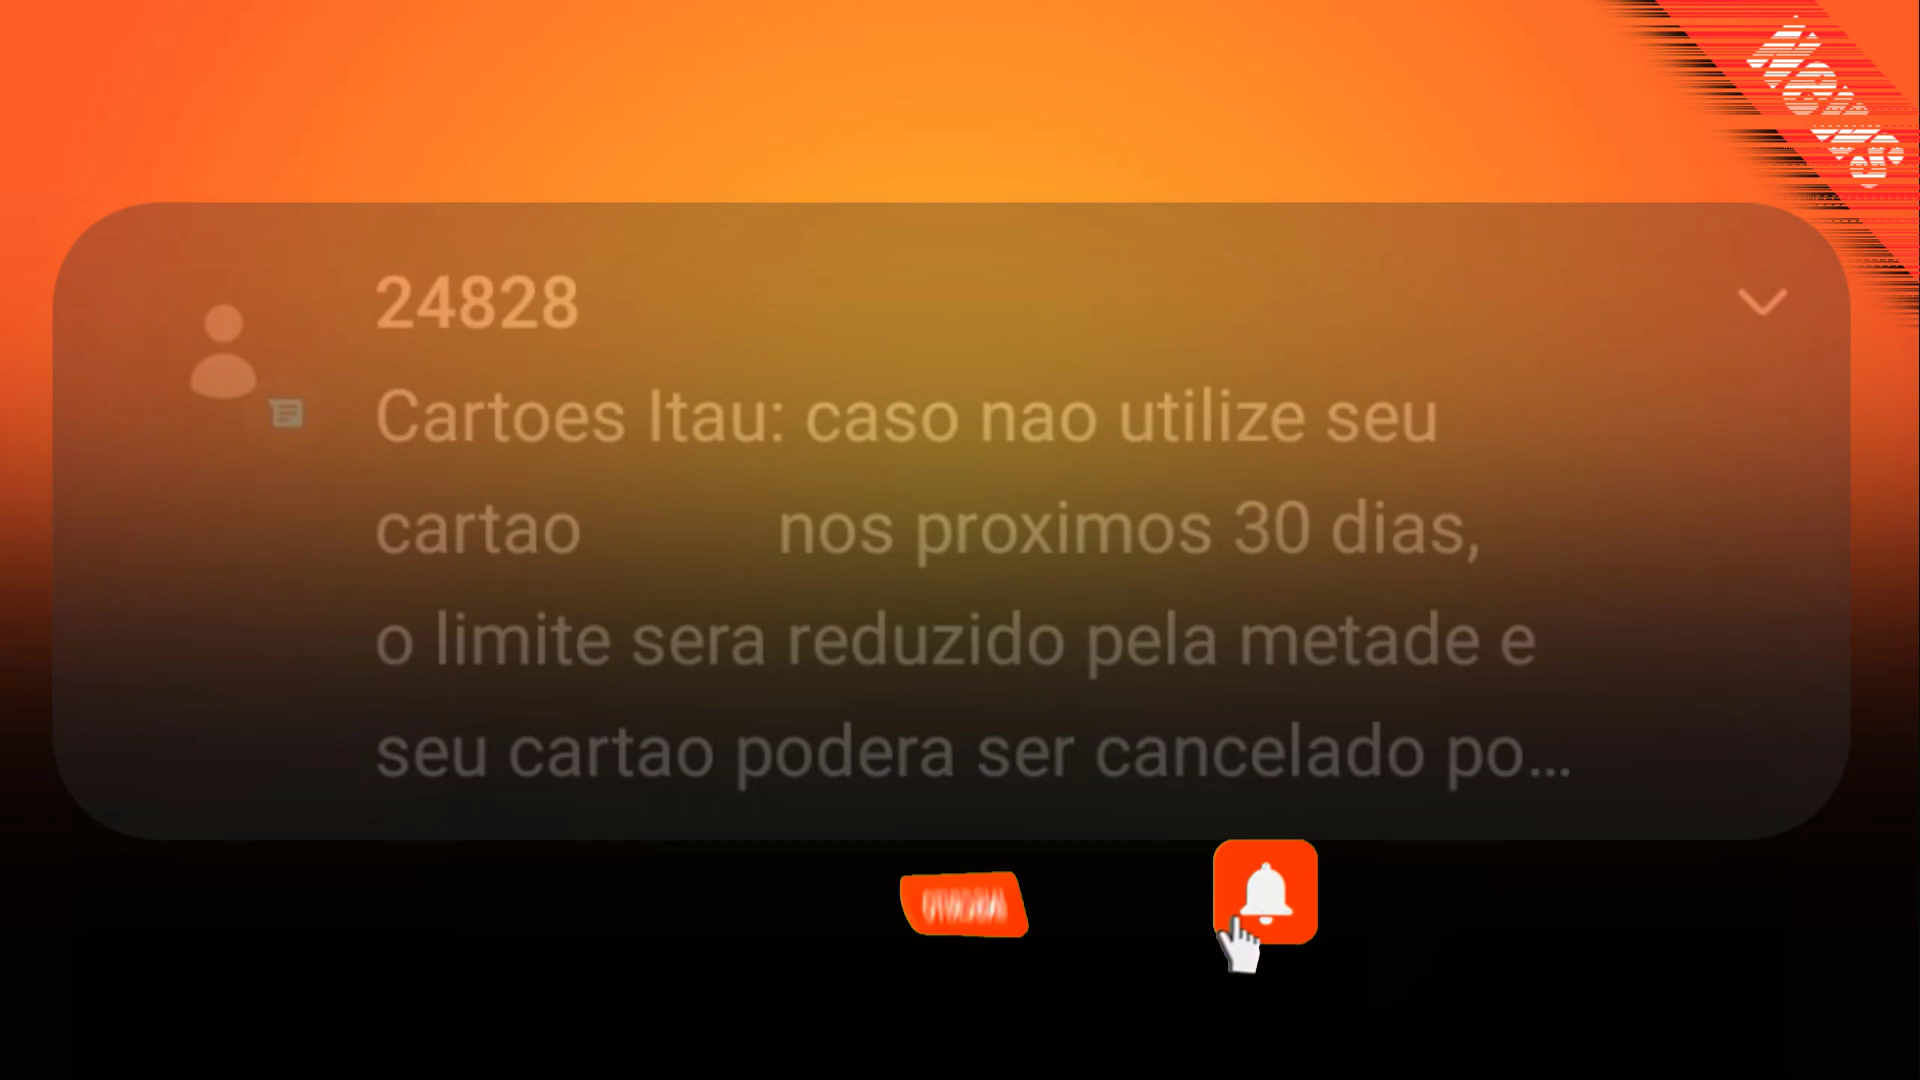 News
24828
Cartoes Itau: caso nao utilize seu
cartao nos proximos 30 dias,
o limite sera reduzido pela metade e
seu cartao podera ser cancelado po...